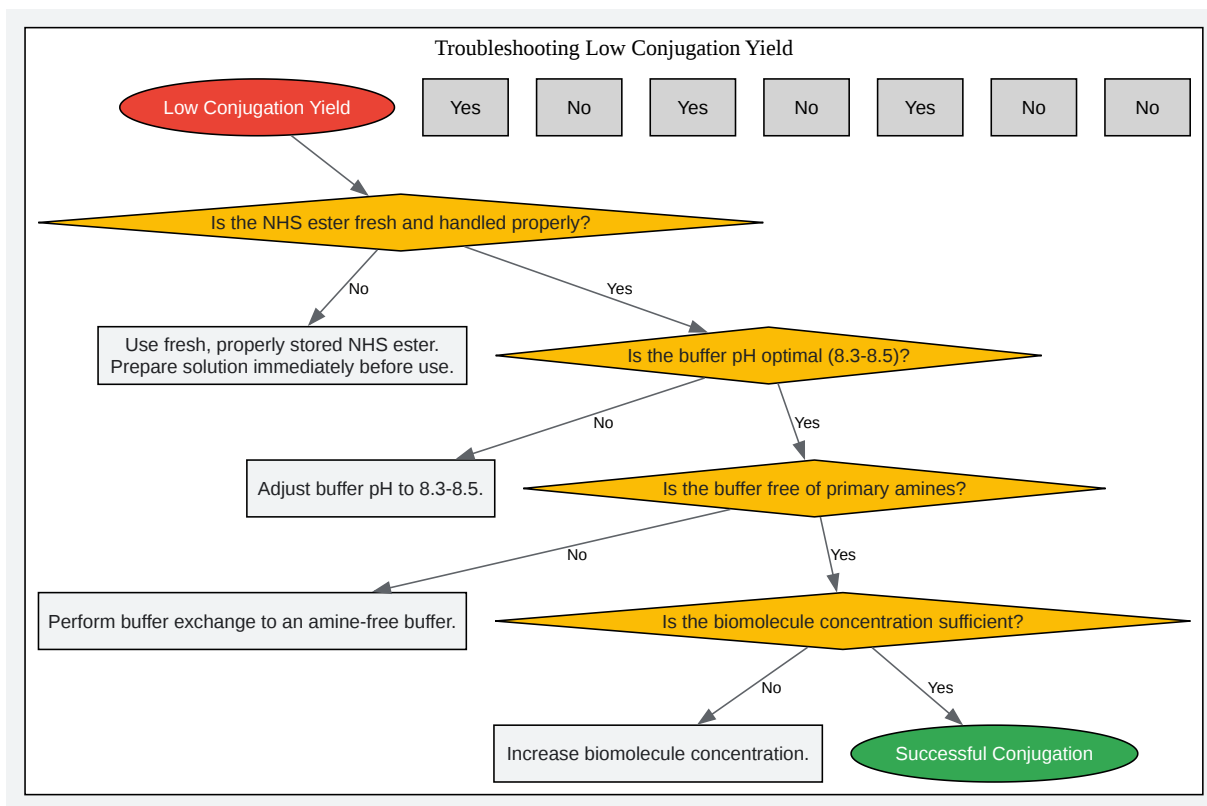 Troubleshooting Low Conjugation Yield
Low Conjugation Yield
Yes
No
Yes
No
Yes
No
No
Is the NHS ester fresh and handled properly?
No
Yes
Use fresh, properly stored NHS ester.
Prepare solution immediately before use.
Is the buffer pH optimal (8.3-8.5)?
No
Yes
Adjust buffer pH to 8.3-8.5.
Is the buffer free of primary amines?
No
Yes
Perform buffer exchange to an amine-free buffer.
Is the biomolecule concentration sufficient?
No
Yes
Increase biomolecule concentration.
Successful Conjugation